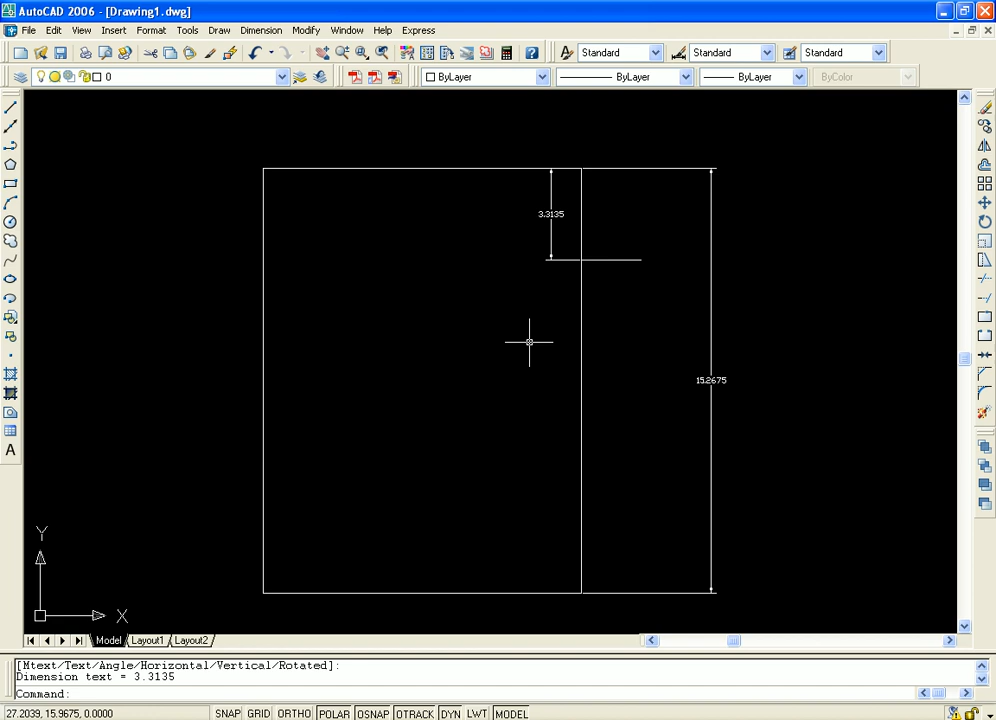 AutoCAD 2006 - [Drawing1.dwg]
File Edit View Insert Format Tools Draw Dimension Modify Window Help Express
Standard Standard Standard
0 ByLayer ByLayer ByLayer ByColor
A
3.3135
15.2675
Y
X
Model Layout1 Layout2
[Mtext/Text/Angle/Horizontal/Vertical/Rotated]:
Dimension text = 3.3135
Command:
27.2039, 15.9675, 0.0000 SNAP GRID ORTHO POLAR OSNAP OTRACK DYN LWT MODEL